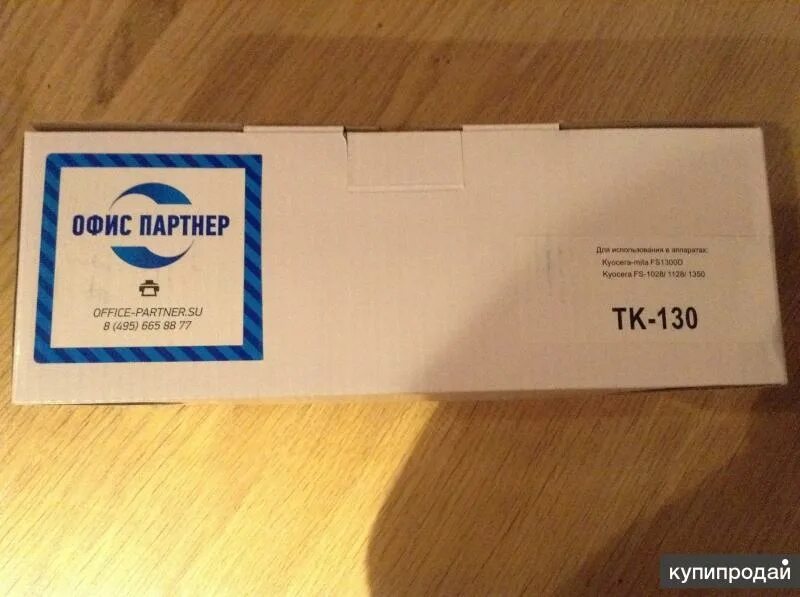 ОФИС ПАРТНЕР
OFFICE-PARTNER.SU
8 (495) 665 88 77
Для использования в аппаратах:
Kyocera-mita FS1300D
Kyocera FS-1028/ 1128/ 1350
TK-130
купипродай